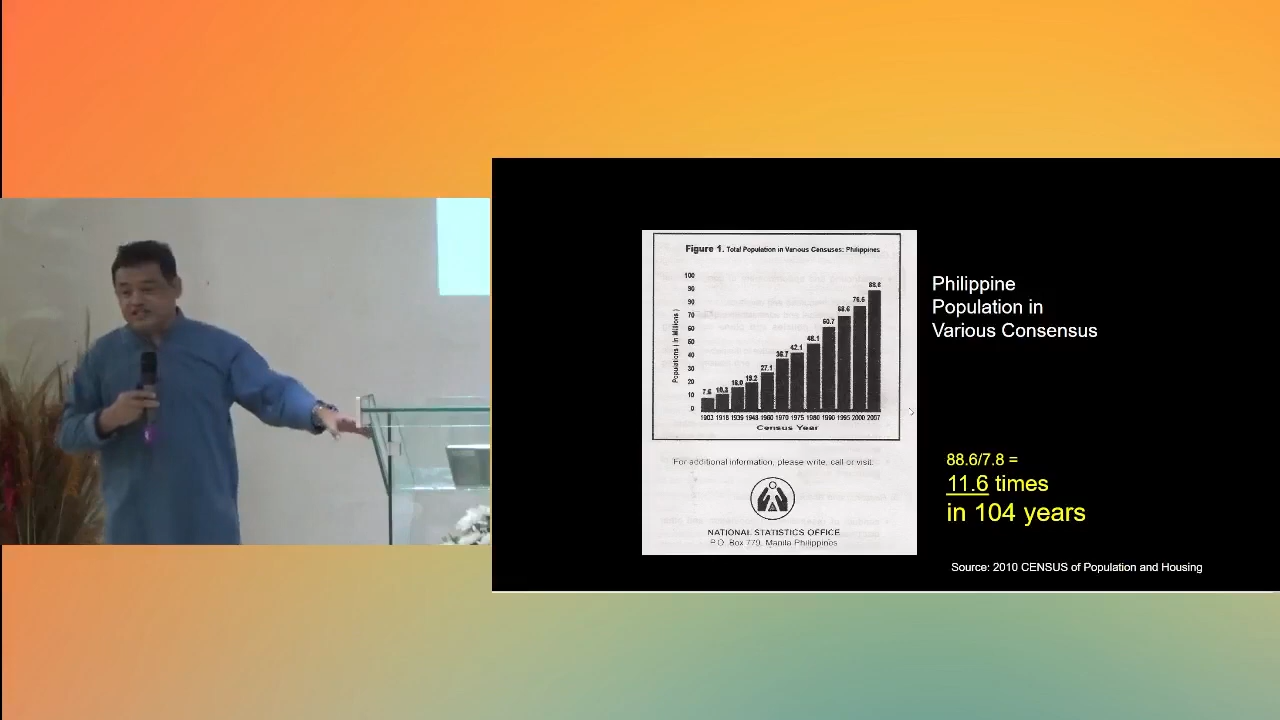 Figure 1. Total Population in Various Censuses: Philippines
Populations (In Millions)
100
90
90
70
60
50
40
30
20
10
0
7.6 10.3 16.0 19.2 27.1 36.7 42.1 48.1 60.7 68.6 76.5 88.6
1903 1918 1939 1948 1960 1970 1975 1980 1990 1995 2000 2007
Census Year
For additional information, please write, call or visit:
NATIONAL STATISTICS OFFICE
P.O. Box 779, Manila Philippines
Philippine
Population in
Various Consensus
88.6/7.8 =
11.6 times
in 104 years
Source: 2010 CENSUS of Population and Housing